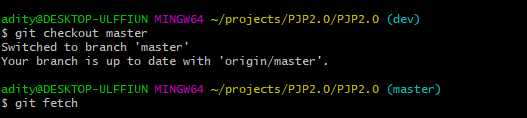 adity@DESKTOP-ULFFIUN MINGW64 ~/projects/PJP2.0/PJP2.0 (dev)
$ git checkout master
Switched to branch 'master'
Your branch is up to date with 'origin/master'.
adity@DESKTOP-ULFFIUN MINGW64 ~/projects/PJP2.0/PJP2.0 (master)
$ git fetch